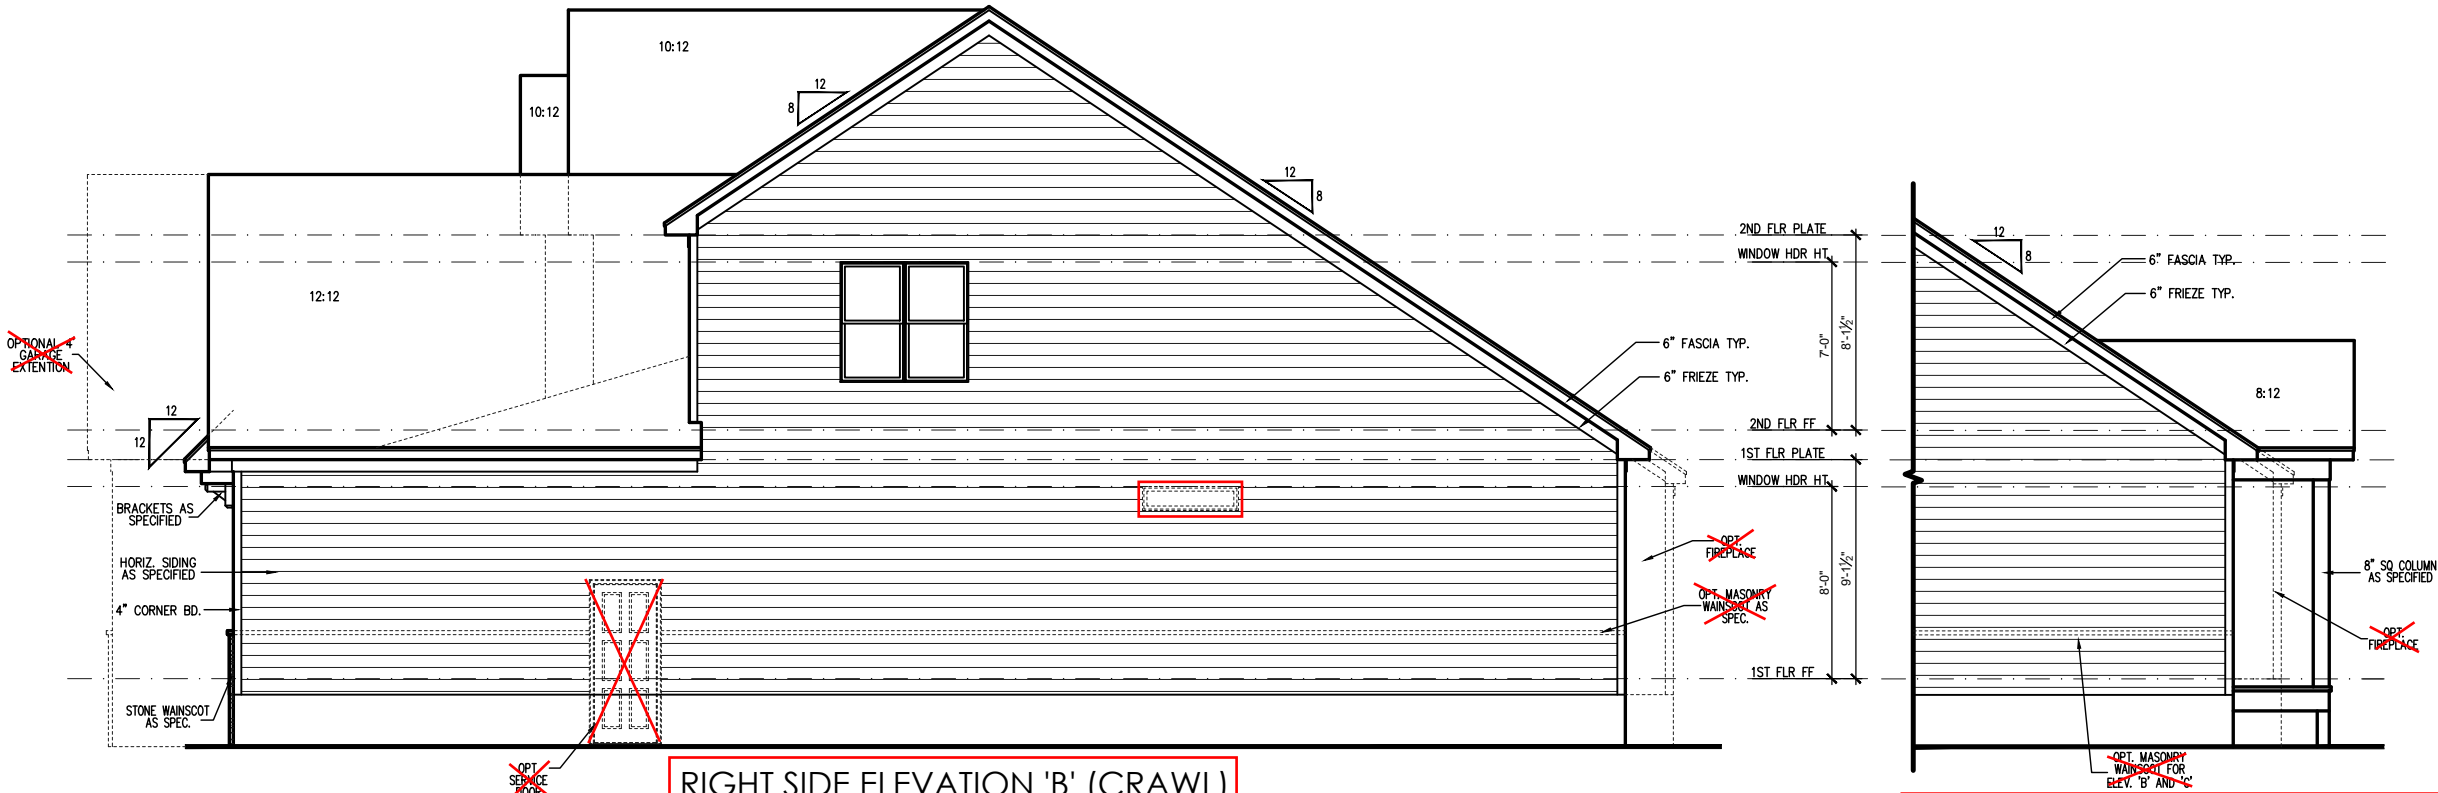 10:12
12
8
10:12
12
8
12:12
2ND FLR PLATE
WINDOW HDR HT
12
8
6" FASCIA TYP.
6" FRIEZE TYP.
OPTIONAL 4
GARAGE
EXTENTION
6" FASCIA TYP.
6" FRIEZE TYP.
7'-0"
8'-1½"
8:12
12
12
2ND FLR FF
1ST FLR PLATE
WINDOW HDR HT
BRACKETS AS
SPECIFIED
HORIZ. SIDING
AS SPECIFIED
4" CORNER BD.
OPT.
FIREPLACE
OPT. MASONRY
WAINSCOT AS
SPEC.
8'-0"
9'-1½"
8" SQ COLUMN
AS SPECIFIED
OPT.
FIREPLACE
1ST FLR FF
STONE WAINSCOT
AS SPEC.
OPT.
SERVICE
DOOR
RIGHT SIDE ELEVATION 'B' (CRAWL)
OPT. MASONRY
WAINSCOT FOR
ELEV. 'B' AND 'C'